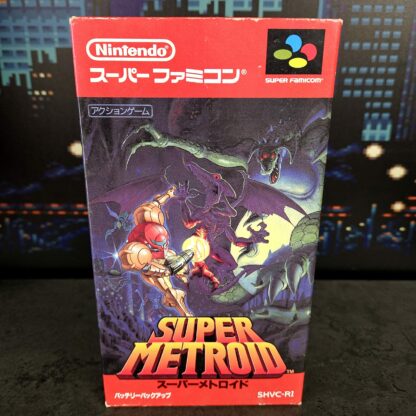 Nintendo®
スーパーファミコン®
SUPER FAMICOM™
アクションゲーム
SUPER
METROID™
スーパーメトロイド
バッテリーバックアップ
SHVC-RI